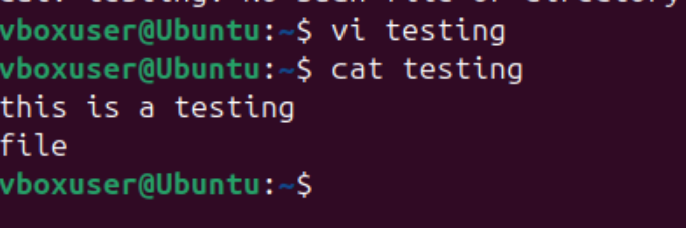 vboxuser@Ubuntu:~$ vi testing
vboxuser@Ubuntu:~$ cat testing
this is a testing
file
vboxuser@Ubuntu:~$